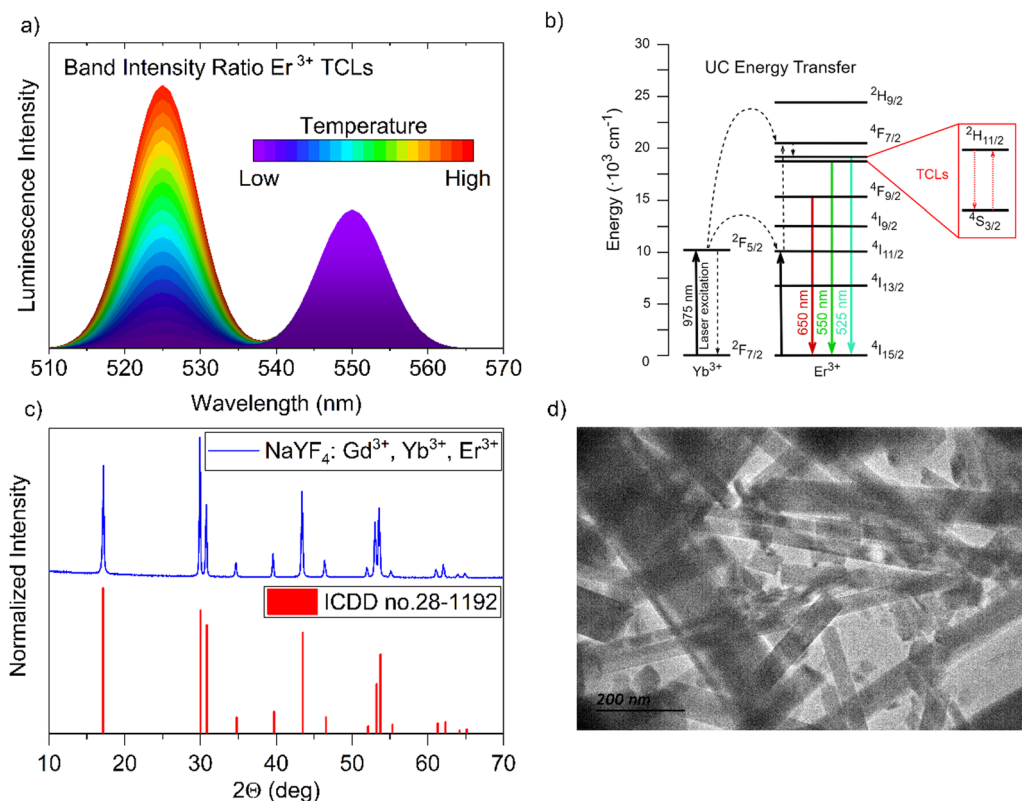 a)
Band Intensity Ratio Er³⁺ TCLs
Temperature
Low High
Luminescence Intensity
510 520 530 540 550 560 570
Wavelength (nm)
b)
UC Energy Transfer
Energy (·10³ cm⁻¹)
30
25
20
15
10
5
0
²H₉/₂
⁴F₇/₂
⁴F₉/₂
⁴I₉/₂
⁴I₁₁/₂
⁴I₁₃/₂
⁴I₁₅/₂
²F₅/₂
²F₇/₂
975 nm
Laser excitation
650 nm
550 nm
525 nm
Yb³⁺
Er³⁺
TCLs
²H₁₁/₂
⁴S₃/₂
c)
NaYF₄: Gd³⁺, Yb³⁺, Er³⁺
ICDD no.28-1192
Normalized Intensity
10 20 30 40 50 60 70
2Θ (deg)
d)
200 nm